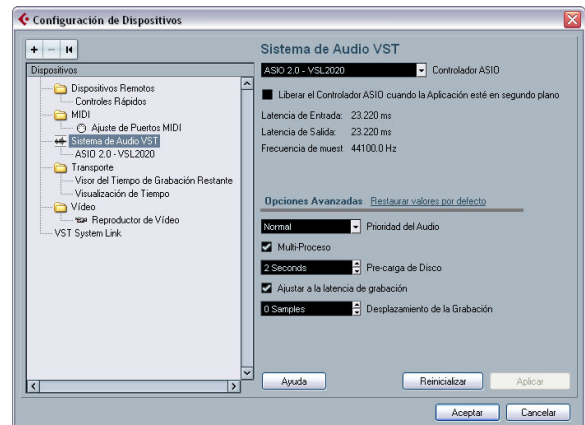 Configuración de Dispositivos
Dispositivos
Dispositivos Remotos
Controles Rápidos
MIDI
Ajuste de Puertos MIDI
Sistema de Audio VST
ASIO 2.0 - VSL2020
Transporte
Visor del Tiempo de Grabación Restante
Visualización de Tiempo
Vídeo
Reproductor de Vídeo
VST System Link
Sistema de Audio VST
ASIO 2.0 - VSL2020 Controlador ASIO
Liberar el Controlador ASIO cuando la Aplicación esté en segundo plano
Latencia de Entrada: 23.220 ms
Latencia de Salida: 23.220 ms
Frecuencia de muest 44100.0 Hz
Opciones Avanzadas Restaurar valores por defecto
Normal Prioridad del Audio
Multi-Proceso
2 Seconds Pre-carga de Disco
Ajustar a la latencia de grabación
0 Samples Desplazamiento de la Grabación
Ayuda Reinicializar Aplicar
Aceptar Cancelar